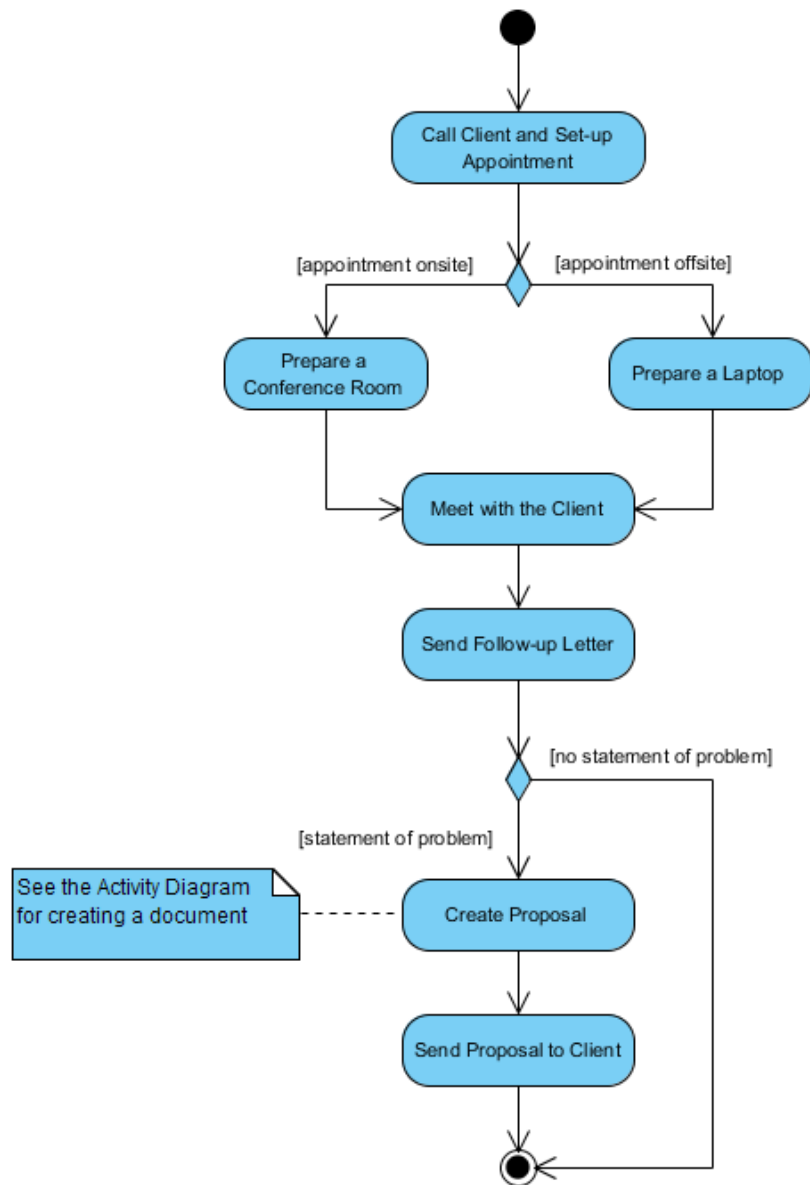 Call Client and Set-up
Appointment
[appointment onsite]
[appointment offsite]
Prepare a
Conference Room
Prepare a Laptop
Meet with the Client
Send Follow-up Letter
[no statement of problem]
[statement of problem]
See the Activity Diagram
for creating a document
Create Proposal
Send Proposal to Client